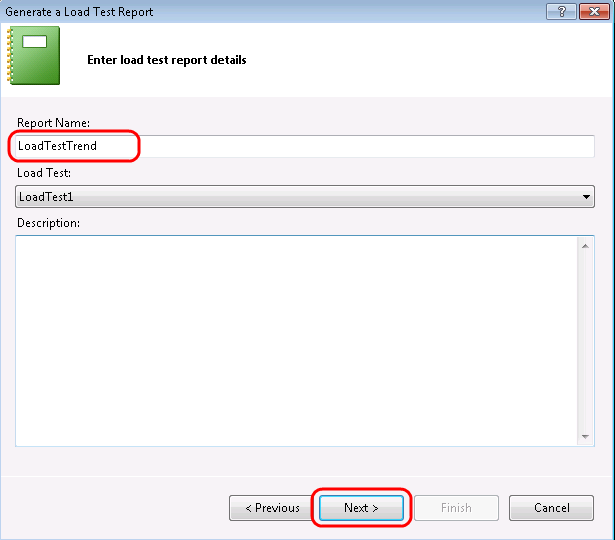 Generate a Load Test Report
?
Enter load test report details
Report Name:
LoadTestTrend
Load Test:
LoadTest1
Description:
< Previous Next > Finish Cancel